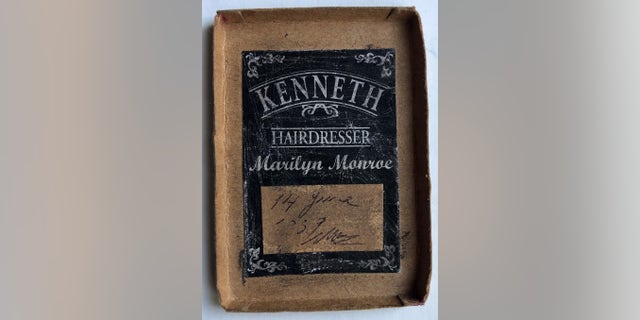 KENNETH
HAIRDRESSER
Marilyn Monroe
14 June